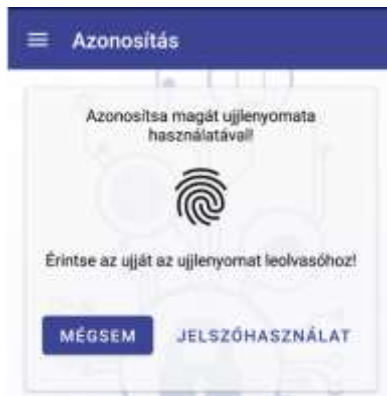 Azonosítás
Azonosítsa magát ujjlenyomata
használatával!
Érintse az ujját az ujjlenyomat leolvasóhoz!
MÉGSEM JELSZÓHASZNÁLAT